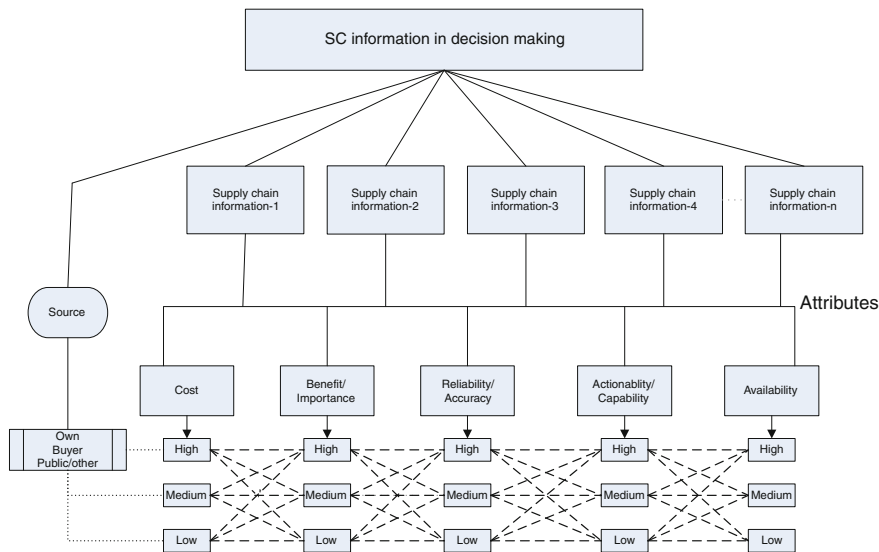 SC information in decision making
Supply chain
information-1
Supply chain
information-2
Supply chain
information-3
Supply chain
information-4
Supply chain
information-n
Source
Attributes
Cost
Benefit/
Importance
Reliability/
Accuracy
Actionablity/
Capability
Availability
Own
Buyer
Public/other
High
High
High
High
High
Medium
Medium
Medium
Medium
Medium
Low
Low
Low
Low
Low